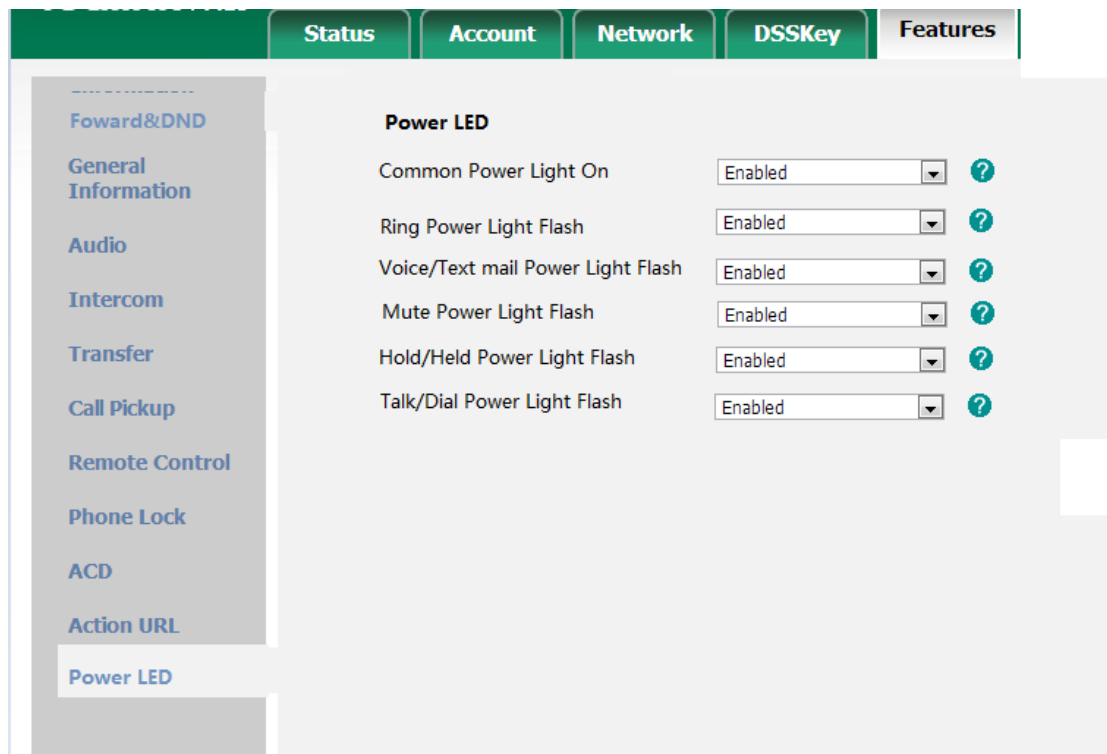 Status
Account
Network
DSSKey
Features
Foward&DND
General
Information
Audio
Intercom
Transfer
Call Pickup
Remote Control
Phone Lock
ACD
Action URL
Power LED
Power LED
Common Power Light On
Enabled
?
Ring Power Light Flash
Enabled
?
Voice/Text mail Power Light Flash
Enabled
?
Mute Power Light Flash
Enabled
?
Hold/Held Power Light Flash
Enabled
?
Talk/Dial Power Light Flash
Enabled
?